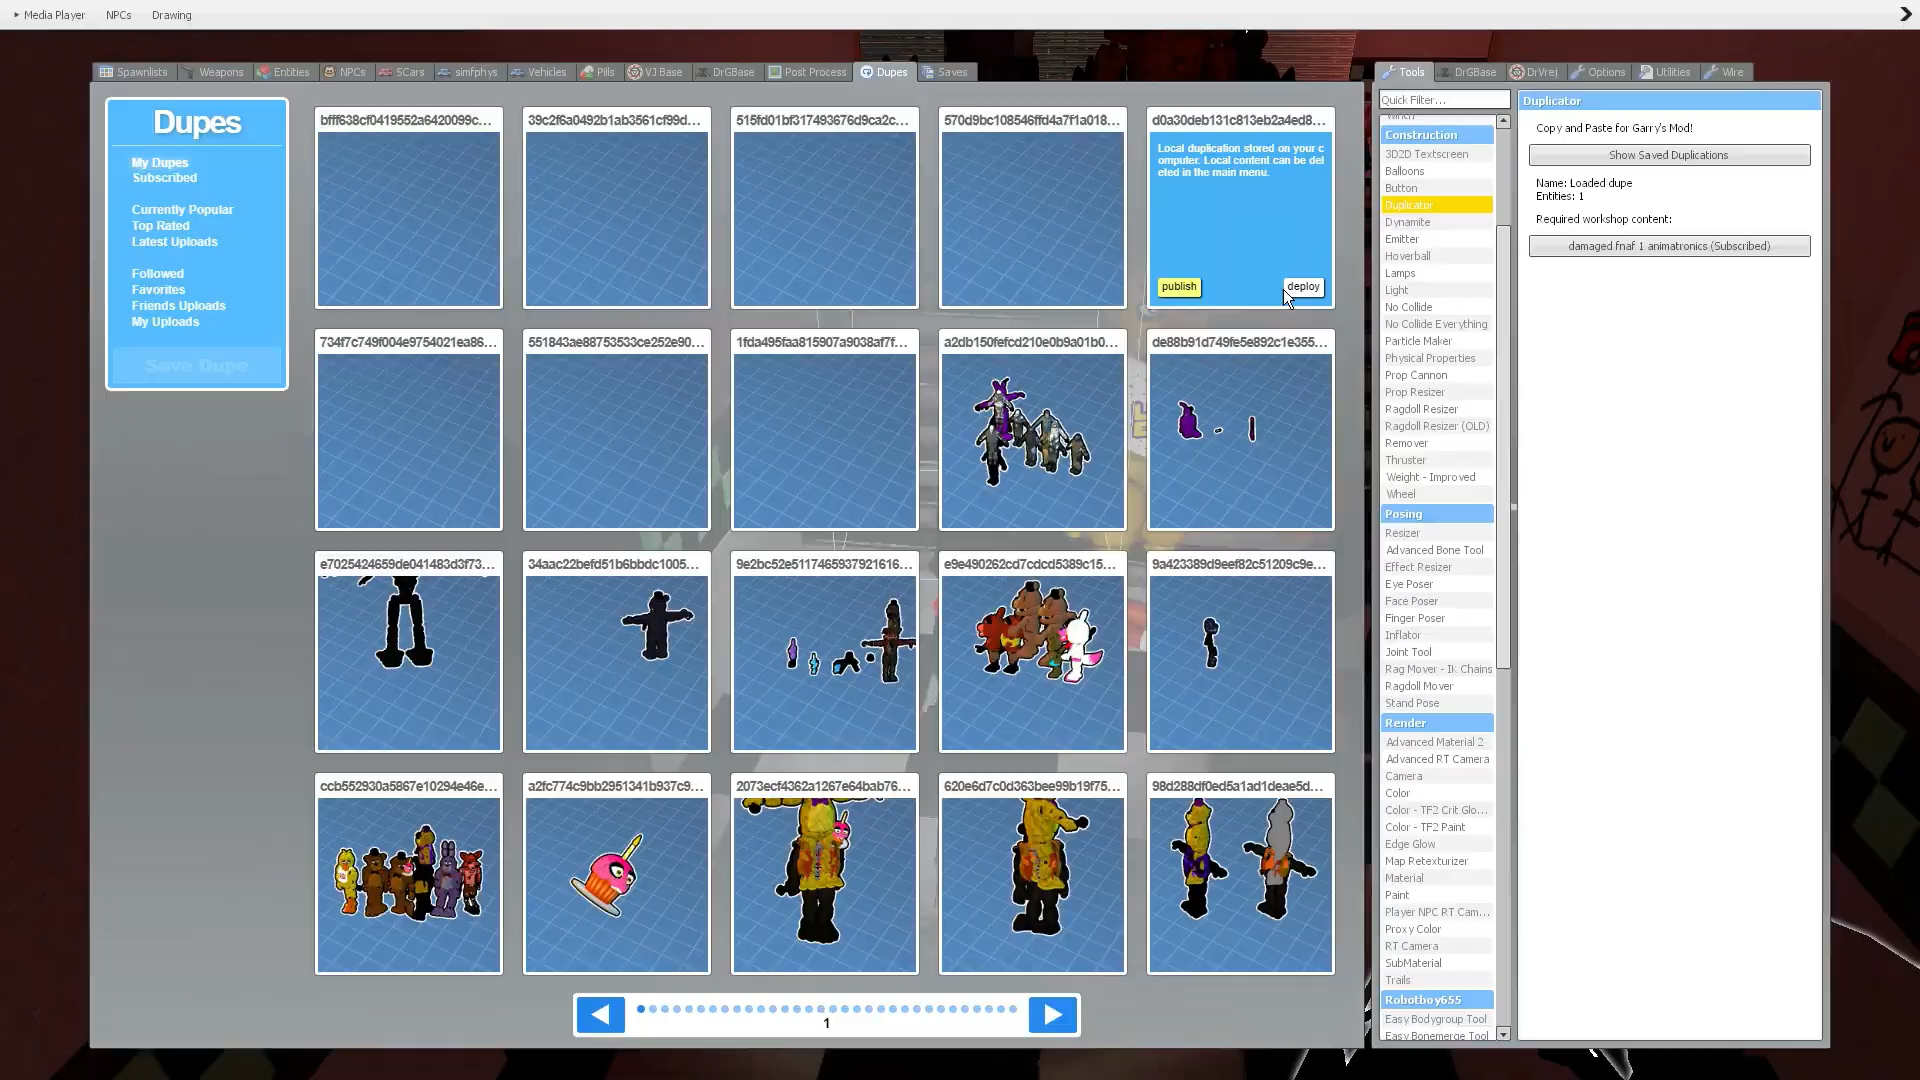 Media Player NPCs Drawing
Spawnlists Weapons Entities NPCs SCars simfphys Vehicles Pills VJ Base DrGBase Post Process Dupes Saves
Tools DrGBase DrVrej Options Utilities Wire
Dupes
My Dupes
Subscribed
Currently Popular
Top Rated
Latest Uploads
Followed
Favorites
Friends Uploads
My Uploads
Save Dupe
bfff638cf0419552a6420099c... 39c2f6a0492b1ab3561cf99d... 515fd01bf317493676d9ca2c... 570d9bc108546ffd4a7f1a018... d0a30deb131c813eb2a4ed8...
Local duplication stored on your c
omputer. Local content can be del
eted in the main menu.
publish deploy
734f7c749f004e9754021ea86... 551843ae88753533ce252e90... 1fda495faa815907a9038af7f... a2db150fefcd210e0b9a01b0... de88b91d749fe5e892c1e355...
e7025424659de041483d3f73... 34aac22befd51b6bbdc1005... 9e2bc52e5117465937921616... e9e490262cd7cdcd5389c15... 9a423389d9eef82c51209c9e...
ccb552930a5867e10294e46e... a2fc774c9bb2951341b937c9... 2073ecf4362a1267e64bab76... 620e6d7c0d363bee99b19f75... 98d288df0ed5a1ad1deae5d...
1
Quick Filter...
Winch
Construction
3D2D Textscreen
Balloons
Button
Duplicator
Dynamite
Emitter
Hoverball
Lamps
Light
No Collide
No Collide Everything
Particle Maker
Physical Properties
Prop Cannon
Prop Resizer
Ragdoll Resizer
Ragdoll Resizer (OLD)
Remover
Thruster
Weight - Improved
Wheel
Posing
Resizer
Advanced Bone Tool
Effect Resizer
Eye Poser
Face Poser
Finger Poser
Inflator
Joint Tool
Rag Mover - Ik Chains
Ragdoll Mover
Stand Pose
Render
Advanced Material 2
Advanced RT Camera
Camera
Color
Color - TF2 Crit Glo...
Color - TF2 Paint
Edge Glow
Map Retexturizer
Material
Paint
Player NPC RT Cam...
Proxy Color
RT Camera
SubMaterial
Trails
Robotboy655
Easy Bodygroup Tool
Easy Bonemerge Tool
Duplicator
Copy and Paste for Garry's Mod!
Show Saved Duplications
Name: Loaded dupe
Entities: 1
Required workshop content:
damaged fnaf 1 animatronics (Subscribed)